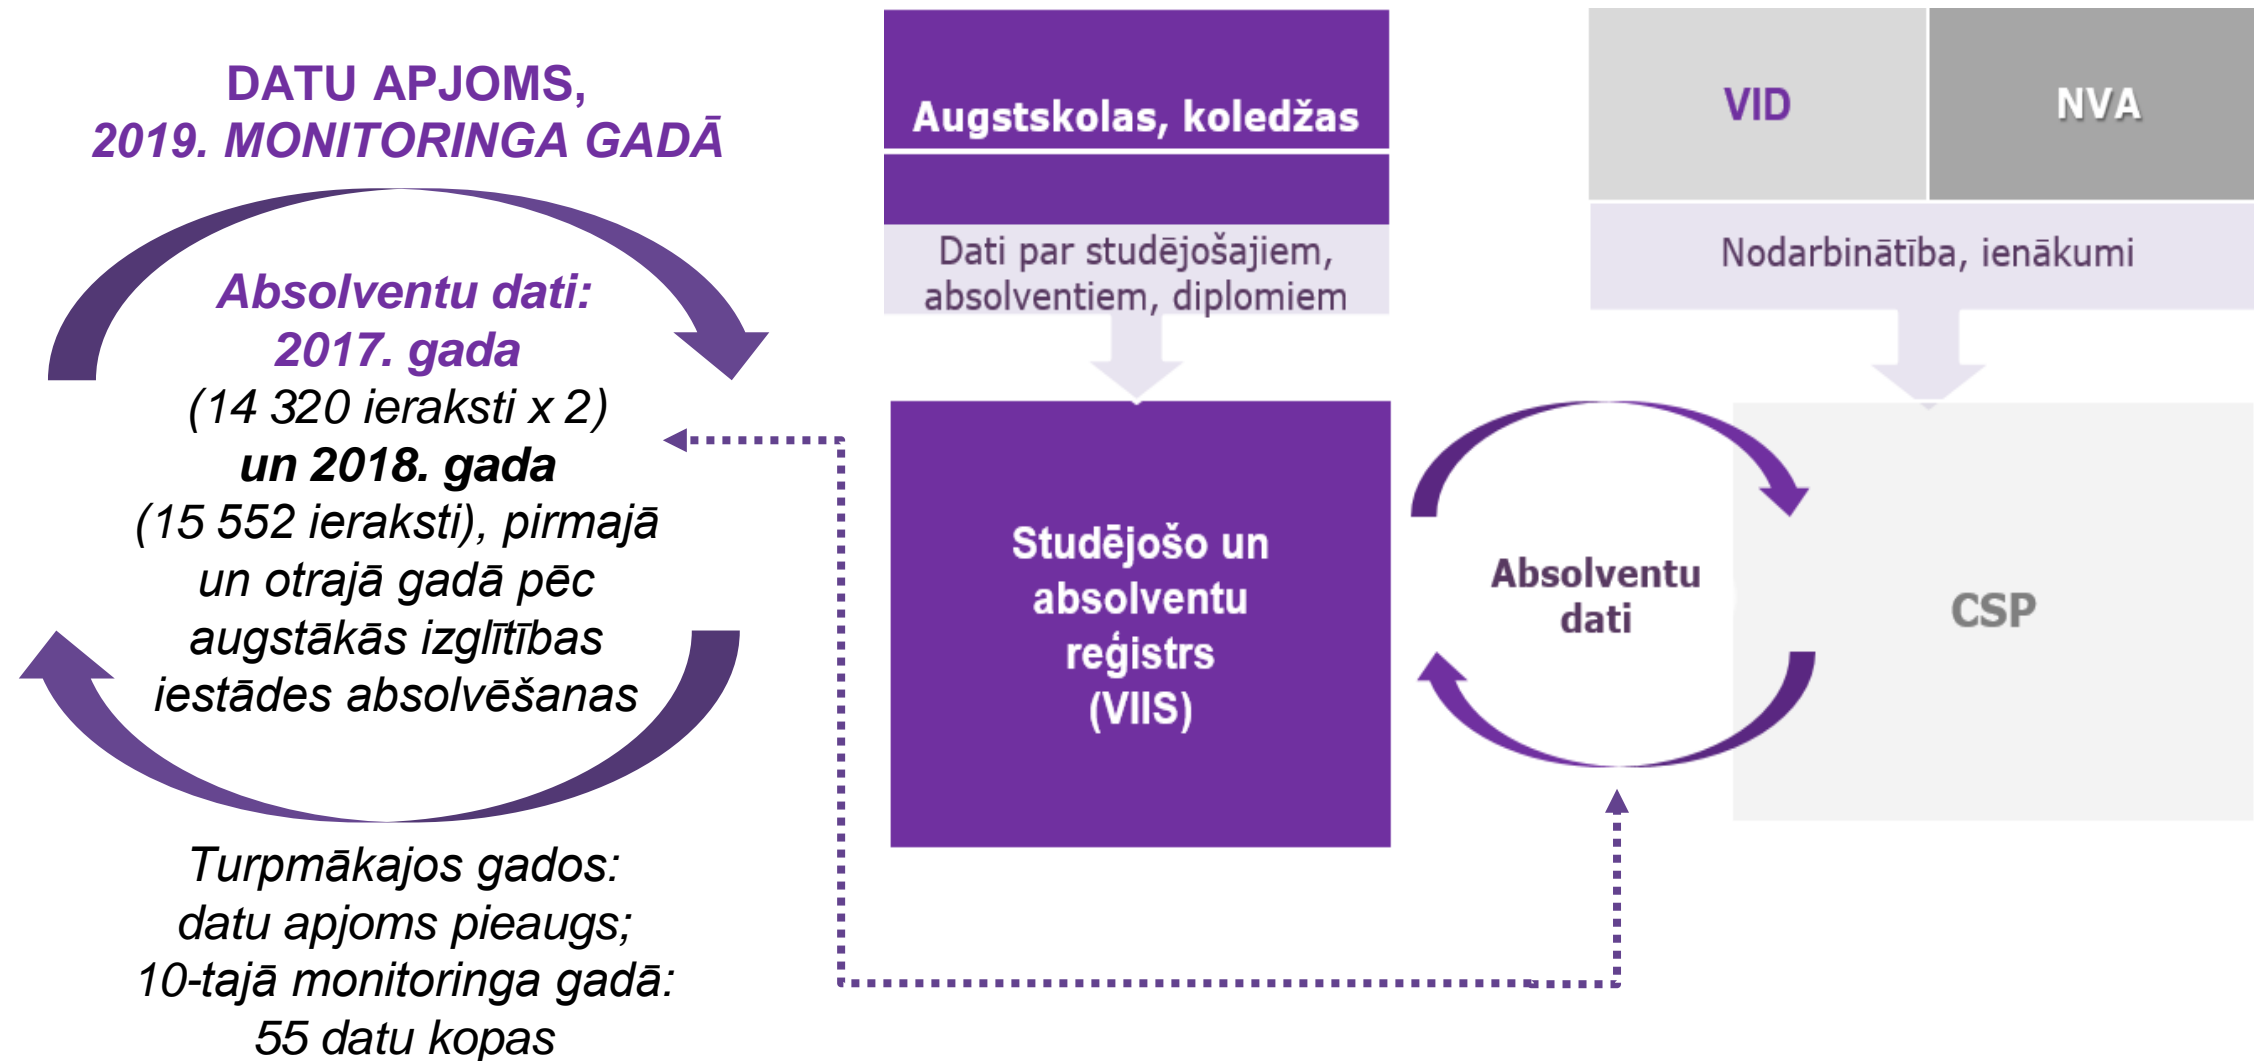 DATU APJOMS,
2019. MONITORINGA GADĀ
Absolventu dati:
2017. gada
(14 320 ieraksti x 2)
un 2018. gada
(15 552 ieraksti), pirmajā
un otrajā gadā pēc
augstākās izglītības
iestādes absolvēšanas
Turpmākajos gados:
datu apjoms pieaugs;
10-tajā monitoringa gadā:
55 datu kopas
Augstskolas, koledžas
Dati par studējošajiem,
absolventiem, diplomiem
Studējošo un
absolventu
reģistrs
(VIIS)
Absolventu
dati
VID
NVA
Nodarbinātība, ienākumi
CSP